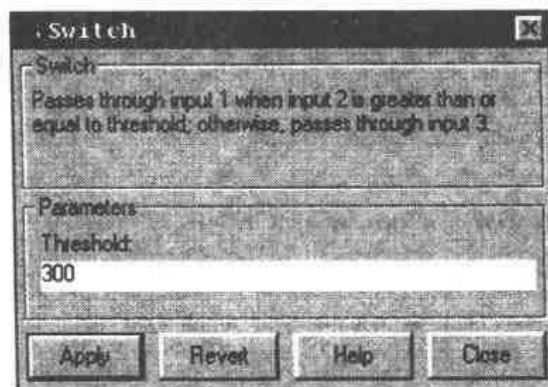 Switch
Switch
Passes through input 1 when input 2 is greater than or
equal to threshold; otherwise, passes through input 3.
Parameters
Threshold:
300
Apply Revert Help Close